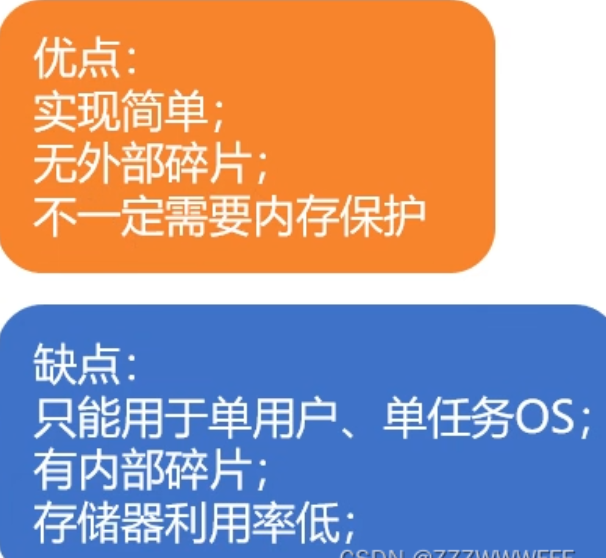 优点：
实现简单；
无外部碎片；
不一定需要内存保护
缺点：
只能用于单用户、单任务OS；
有内部碎片；
存储器利用率低；
CSDN @ZZZWWWFFF_